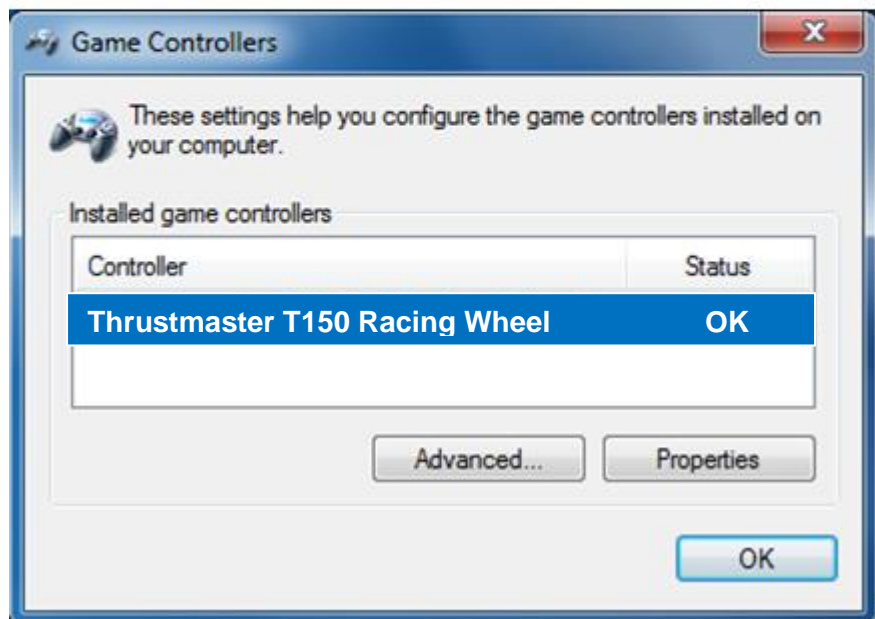 Game Controllers
These settings help you configure the game controllers installed on
your computer.
Installed game controllers
Controller Status
Thrustmaster T150 Racing Wheel OK
Advanced... Properties
OK